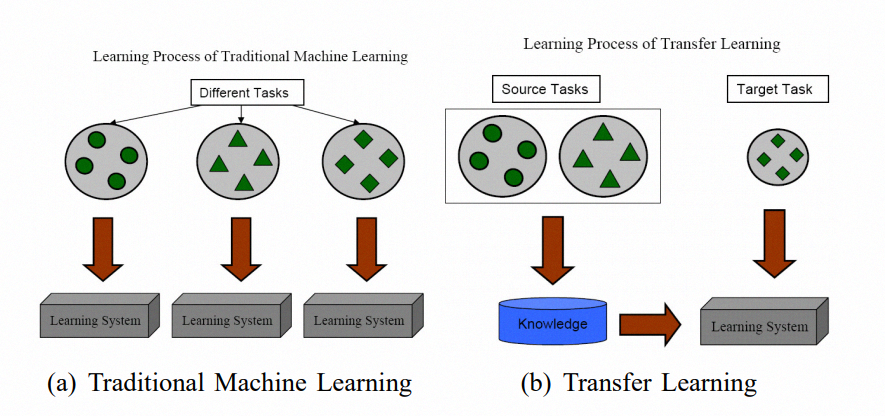 Learning Process of Traditional Machine Learning
Different Tasks
Learning System
Learning System
Learning System
(a) Traditional Machine Learning
Learning Process of Transfer Learning
Source Tasks
Target Task
Knowledge
Learning System
(b) Transfer Learning